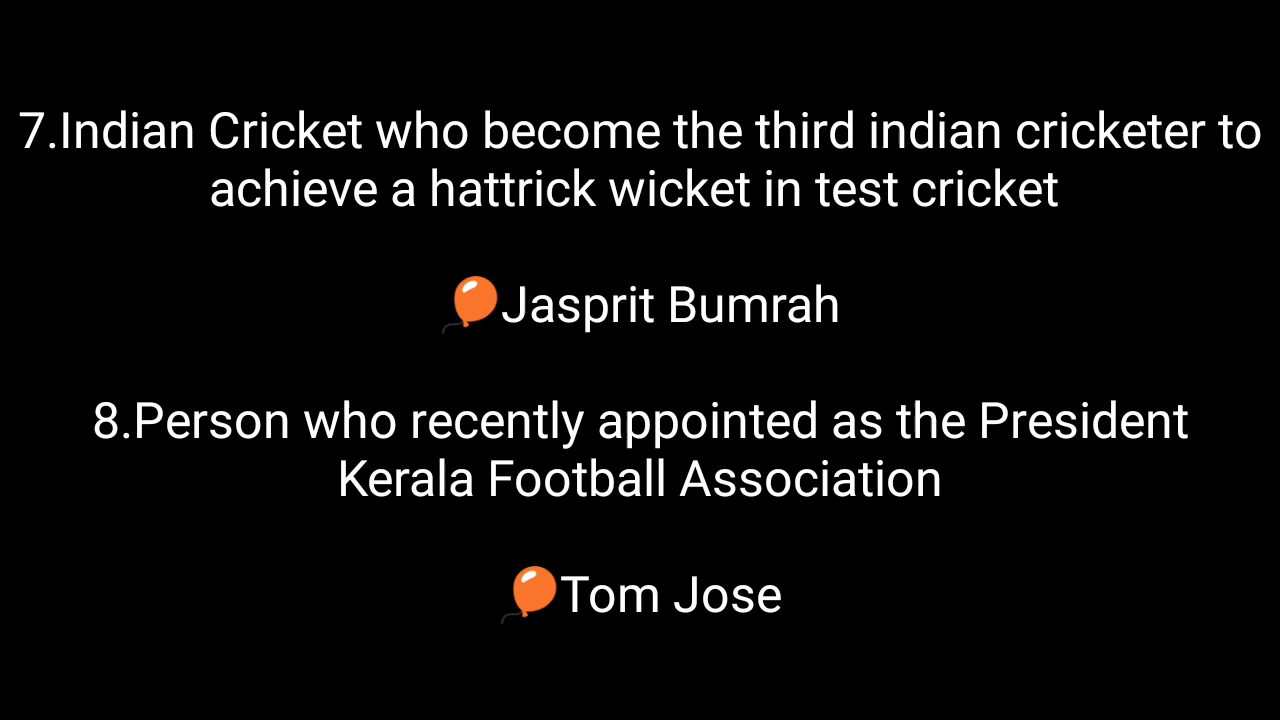 7.Indian Cricket who become the third indian cricketer to
achieve a hattrick wicket in test cricket
🎈Jasprit Bumrah
8.Person who recently appointed as the President
Kerala Football Association
🎈Tom Jose